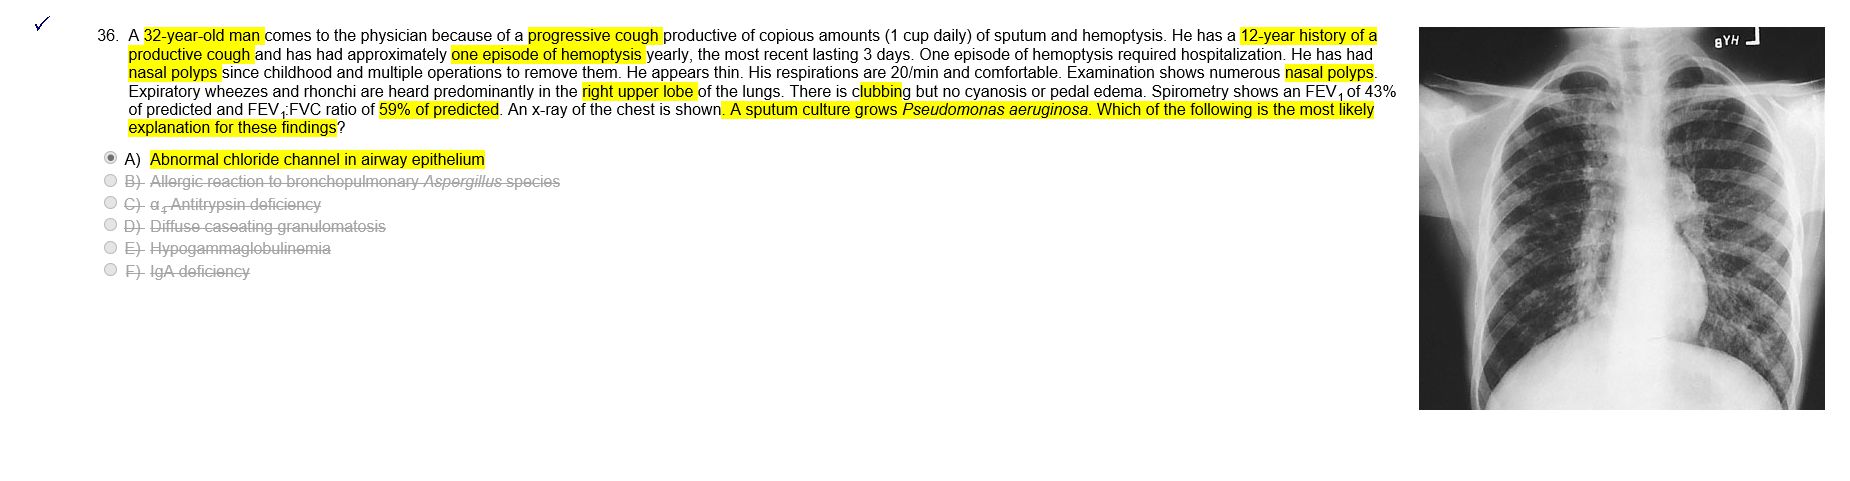 36. A 32-year-old man comes to the physician because of a progressive cough productive of copious amounts (1 cup daily) of sputum and hemoptysis. He has a 12-year history of a
productive cough and has had approximately one episode of hemoptysis yearly, the most recent lasting 3 days. One episode of hemoptysis required hospitalization. He has had
nasal polyps since childhood and multiple operations to remove them. He appears thin. His respirations are 20/min and comfortable. Examination shows numerous nasal polyps.
Expiratory wheezes and rhonchi are heard predominantly in the right upper lobe of the lungs. There is clubbing but no cyanosis or pedal edema. Spirometry shows an FEV₁ of 43%
of predicted and FEV₁:FVC ratio of 59% of predicted. An x-ray of the chest is shown. A sputum culture grows Pseudomonas aeruginosa. Which of the following is the most likely
explanation for these findings?
A) Abnormal chloride channel in airway epithelium
B) Allergic reaction to bronchopulmonary Aspergillus species
C) α₁-Antitrypsin deficiency
D) Diffuse caseating granulomatosis
E) Hypogammaglobulinemia
F) IgA deficiency
BYH L